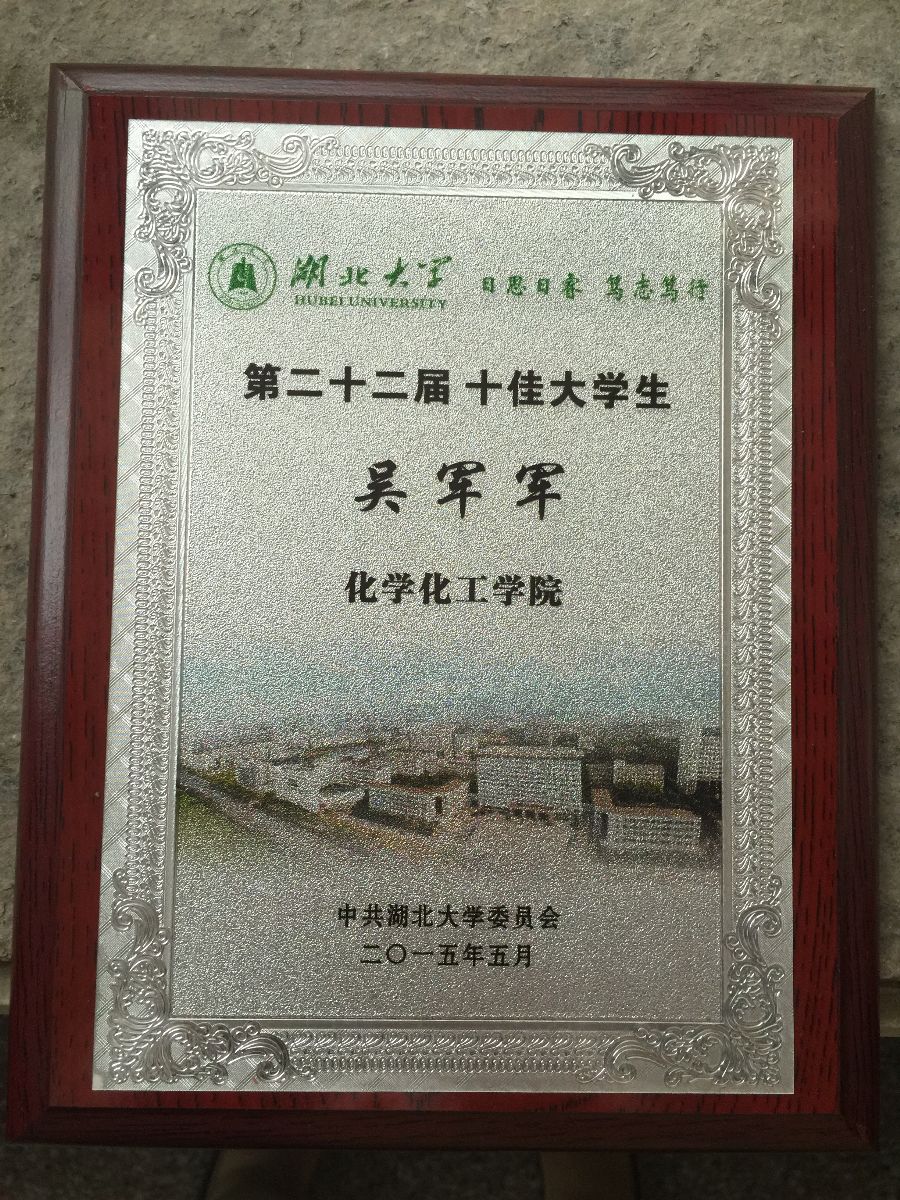 湖北大学 日思日睿 笃志笃行
HUBEI UNIVERSITY
第二十二届 十佳大学生
吴军军
化学化工学院
中共湖北大学委员会
二〇一五年五月